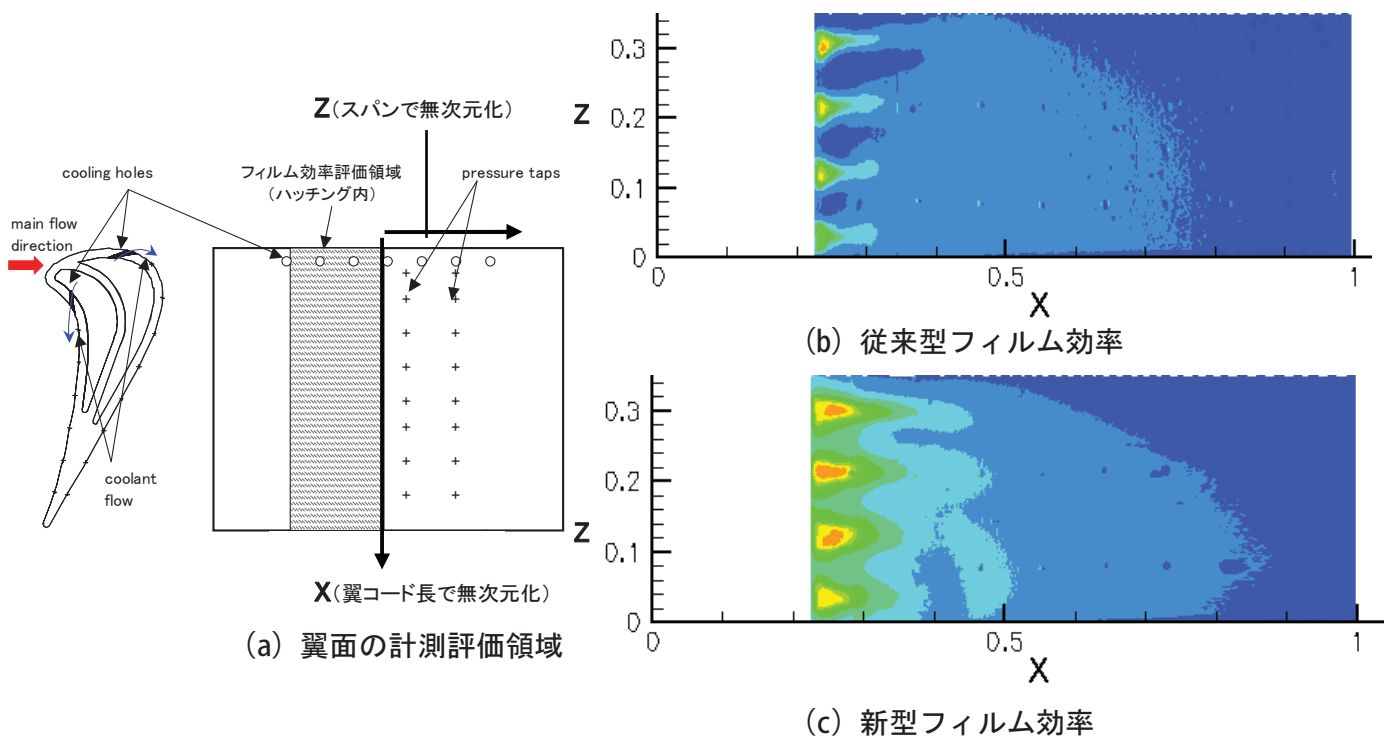 Z(スパンで無次元化)
cooling holes
フィルム効率評価領域
(ハッチング内)
pressure taps
main flow
direction
coolant
flow
X(翼コード長で無次元化)
(a) 翼面の計測評価領域
Z
0.3
0.2
0.1
0
0
0.5
1
X
(b) 従来型フィルム効率
Z
0.3
0.2
0.1
0
0
0.5
1
X
(c) 新型フィルム効率